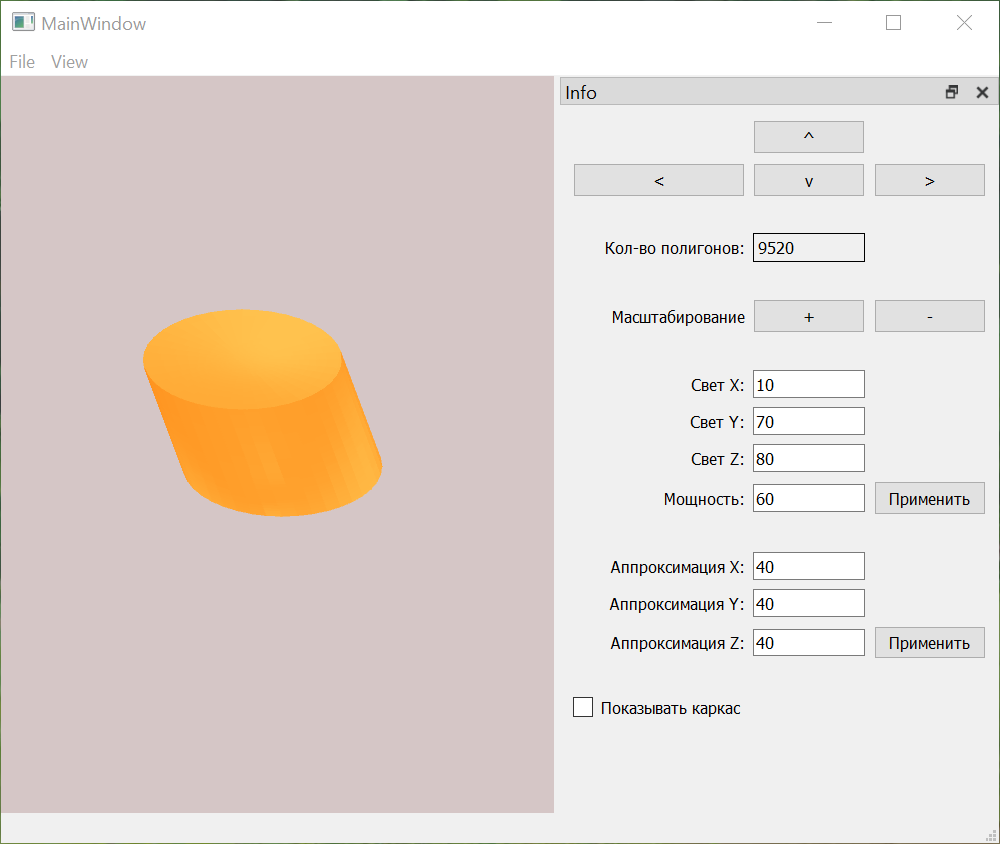 MainWindow
File View
Info
^
< v >
Кол-во полигонов: 9520
Масштабирование + -
Свет X: 10
Свет Y: 70
Свет Z: 80
Мощность: 60 Применить
Аппроксимация X: 40
Аппроксимация Y: 40
Аппроксимация Z: 40 Применить
Показывать каркас